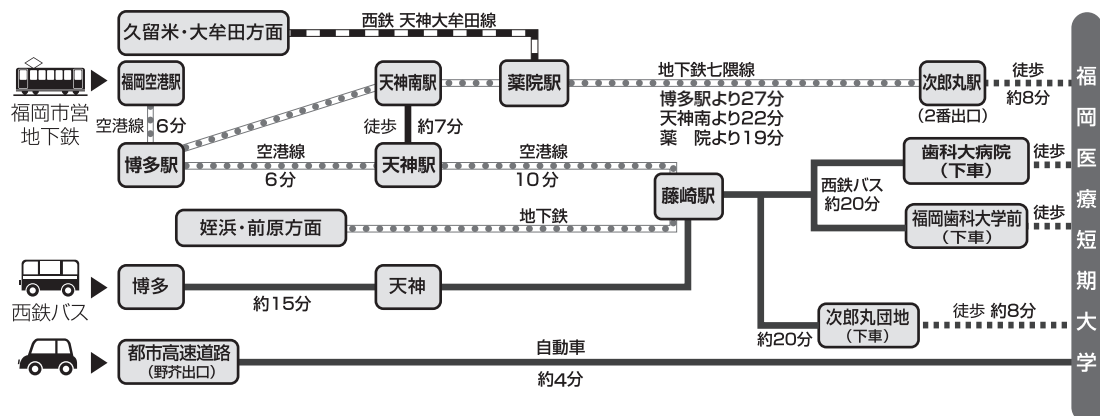 久留米・大牟田方面
西鉄 天神大牟田線
福岡市営
地下鉄
福岡空港駅
空港線 6分
博多駅
天神南駅
徒歩 約7分
薬院駅
地下鉄七隈線
博多駅より27分
天神南より22分
薬　院より19分
次郎丸駅
(2番出口)
徒歩
約8分
空港線
6分
天神駅
空港線
10分
藤崎駅
姪浜・前原方面
地下鉄
西鉄バス
約20分
歯科大病院
(下車)
徒歩
福岡歯科大学前
(下車)
徒歩
西鉄バス
博多
約15分
天神
約20分
次郎丸団地
(下車)
徒歩 約8分
都市高速道路
(野芥出口)
自動車
約4分
福岡医療短期大学